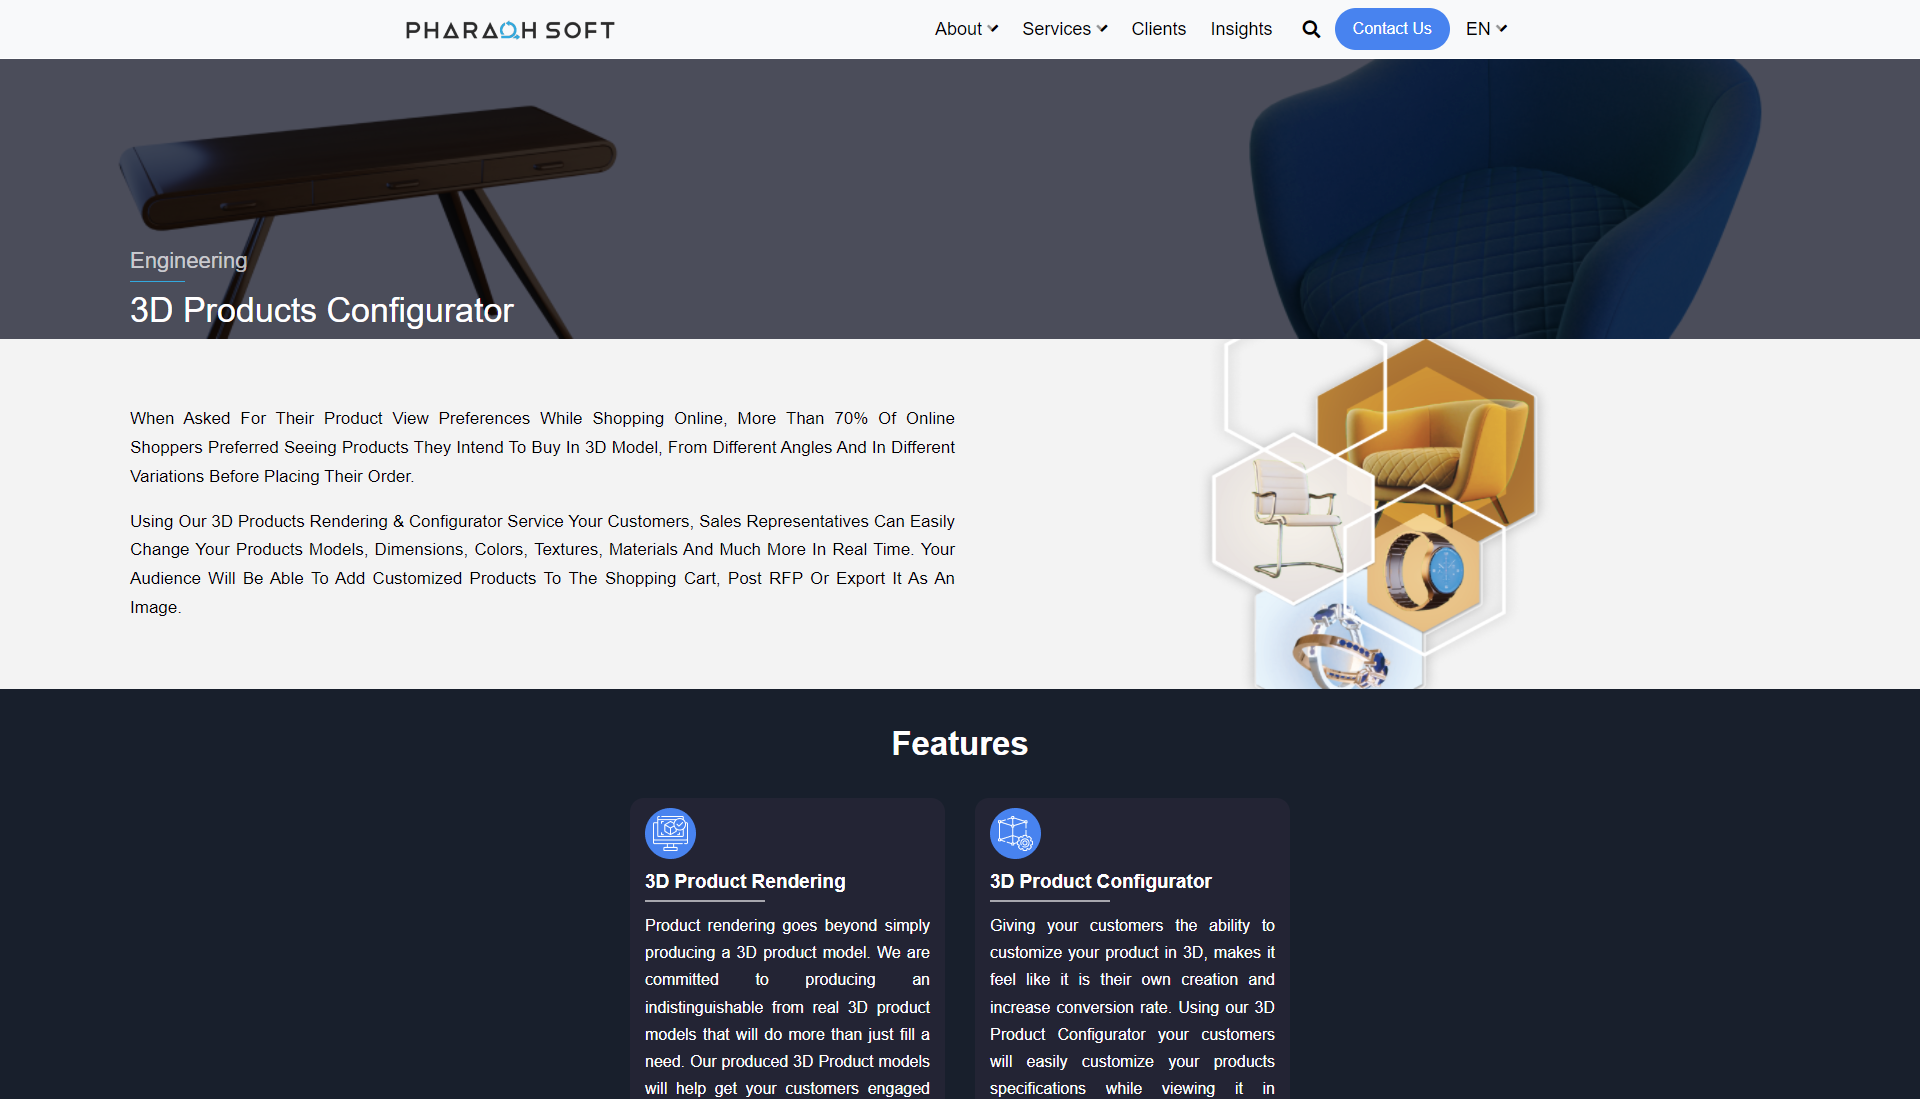 PHARAOH SOFT
About
Services
Clients
Insights
Contact Us
EN
Engineering
3D Products Configurator
When Asked For Their Product View Preferences While Shopping Online, More Than 70% Of Online
Shoppers Preferred Seeing Products They Intend To Buy In 3D Model, From Different Angles And In Different
Variations Before Placing Their Order.
Using Our 3D Products Rendering & Configurator Service Your Customers, Sales Representatives Can Easily
Change Your Products Models, Dimensions, Colors, Textures, Materials And Much More In Real Time. Your
Audience Will Be Able To Add Customized Products To The Shopping Cart, Post RFP Or Export It As An
Image.
Features
3D Product Rendering
Product rendering goes beyond simply
producing a 3D product model. We are
committed to producing an
indistinguishable from real 3D product
models that will do more than just fill a
need. Our produced 3D Product models
will help get your customers engaged
3D Product Configurator
Giving your customers the ability to
customize your product in 3D, makes it
feel like it is their own creation and
increase conversion rate. Using our 3D
Product Configurator your customers
will easily customize your products
specifications while viewing it in